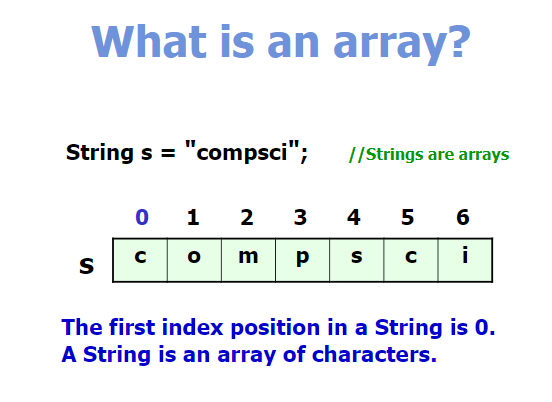 What is an array?
String s = "compsci"; //Strings are arrays
0 1 2 3 4 5 6
s c o m p s c i
The first index position in a String is 0.
A String is an array of characters.